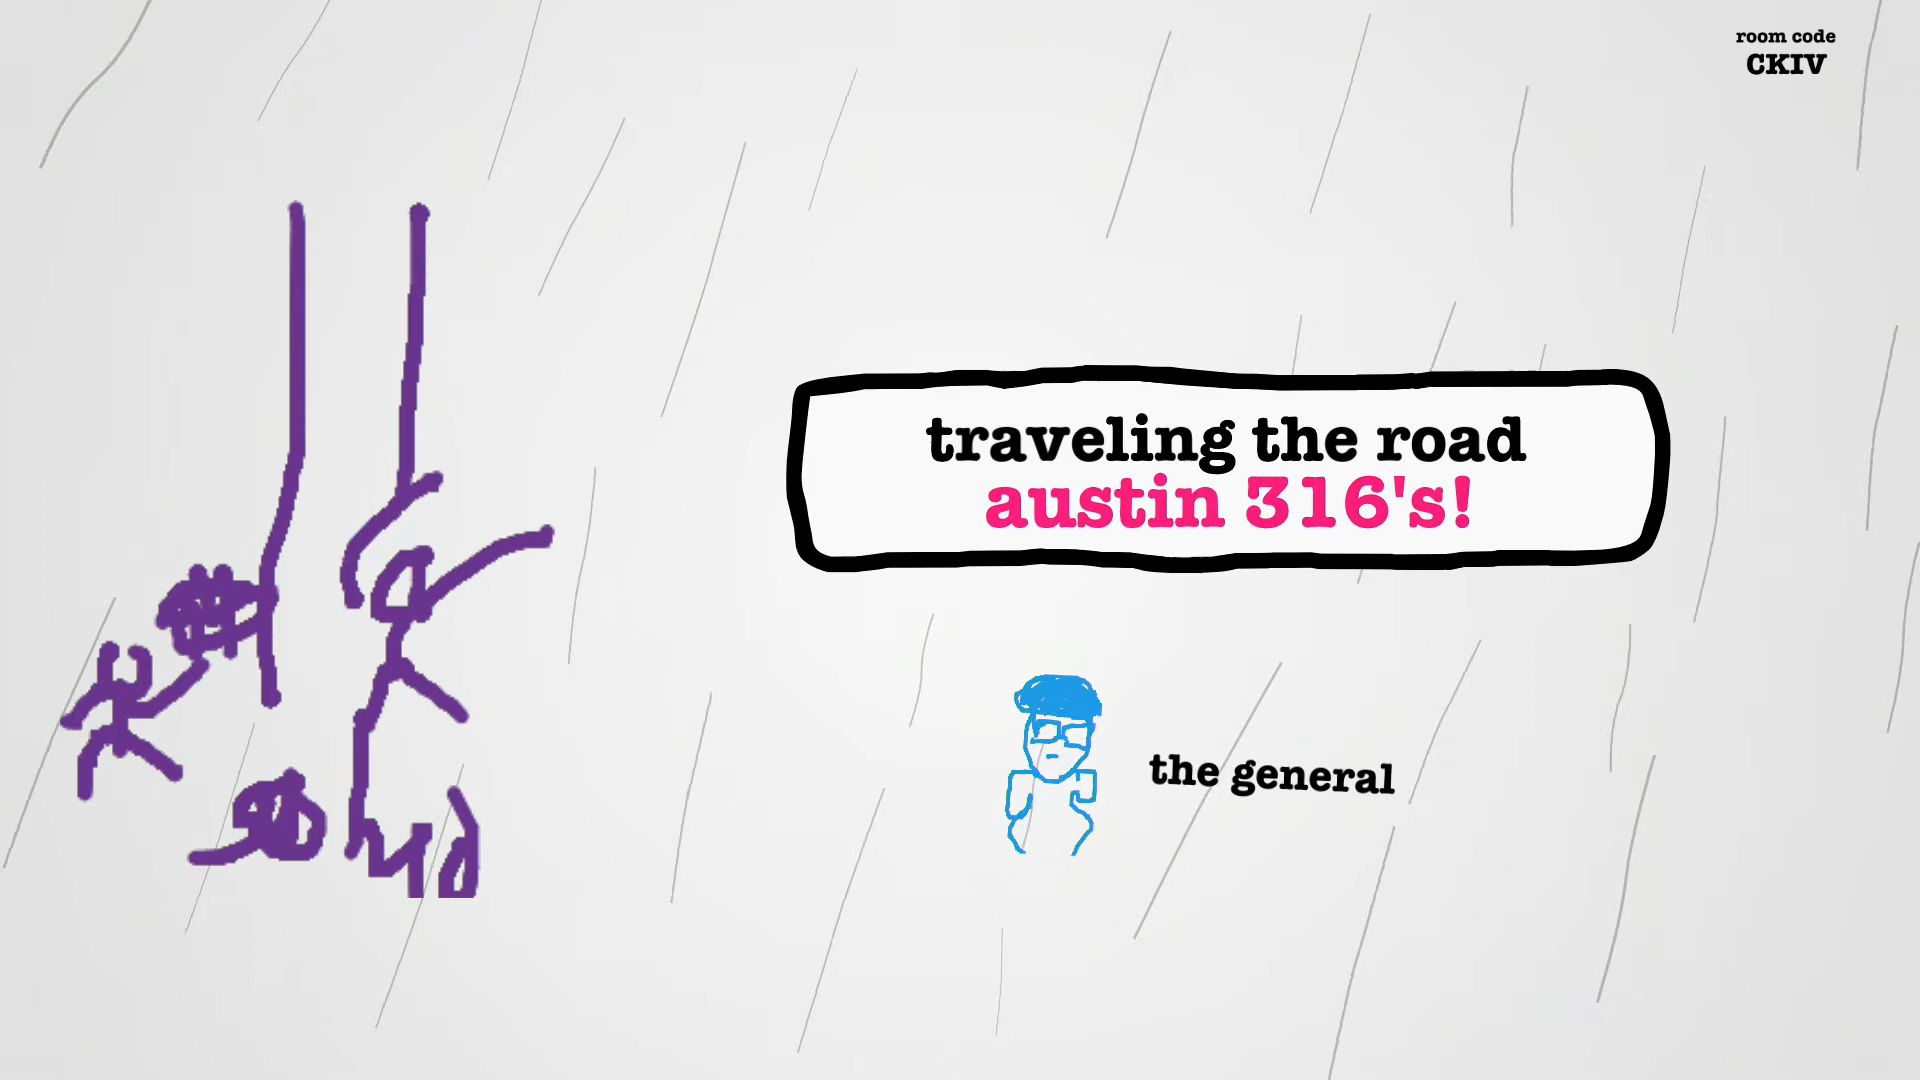 room code
CKIV
traveling the road
austin 316's!
the general